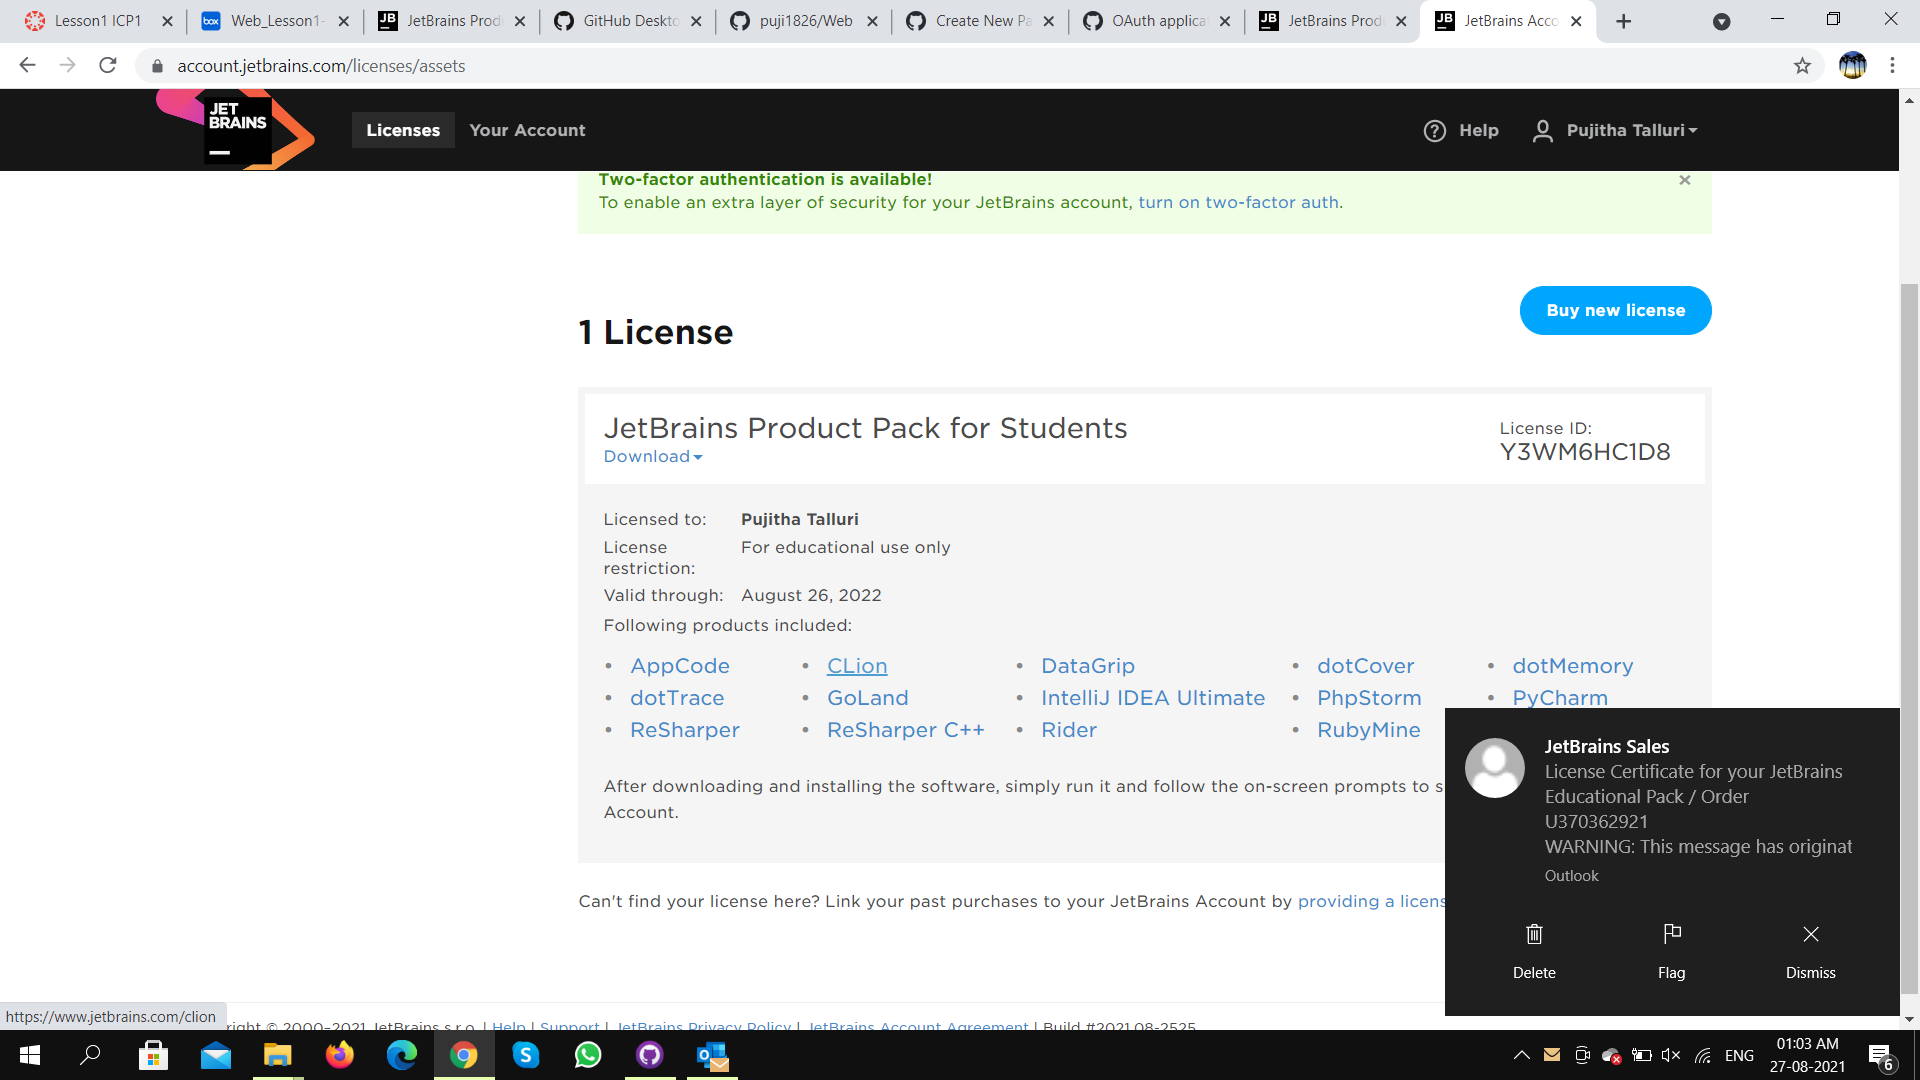 Lesson1 ICP1
Web_Lesson1-
JetBrains Prod
GitHub Deskto
puji1826/Web
Create New Pa
OAuth applica
JetBrains Prod
JetBrains Acco
account.jetbrains.com/licenses/assets
JET
BRAINS
Licenses
Your Account
Help
Pujitha Talluri
Two-factor authentication is available!
To enable an extra layer of security for your JetBrains account, turn on two-factor auth.
1 License
Buy new license
JetBrains Product Pack for Students
Download
License ID:
Y3WM6HC1D8
Licensed to: Pujitha Talluri
License restriction: For educational use only
Valid through: August 26, 2022
Following products included:
• AppCode • CLion • DataGrip • dotCover • dotMemory
• dotTrace • GoLand • IntelliJ IDEA Ultimate • PhpStorm • PyCharm
• ReSharper • ReSharper C++ • Rider • RubyMine
After downloading and installing the software, simply run it and follow the on-screen prompts to s
Account.
Can't find your license here? Link your past purchases to your JetBrains Account by providing a licens
JetBrains Sales
License Certificate for your JetBrains
Educational Pack / Order
U370362921
WARNING: This message has originat
Outlook
Delete
Flag
Dismiss
https://www.jetbrains.com/clion
right © 2000–2021 JetBrains s.r.o. | Help | Support | JetBrains Privacy Policy | JetBrains Account Agreement | Build #2021.08-2525
ENG
01:03 AM
27-08-2021
6